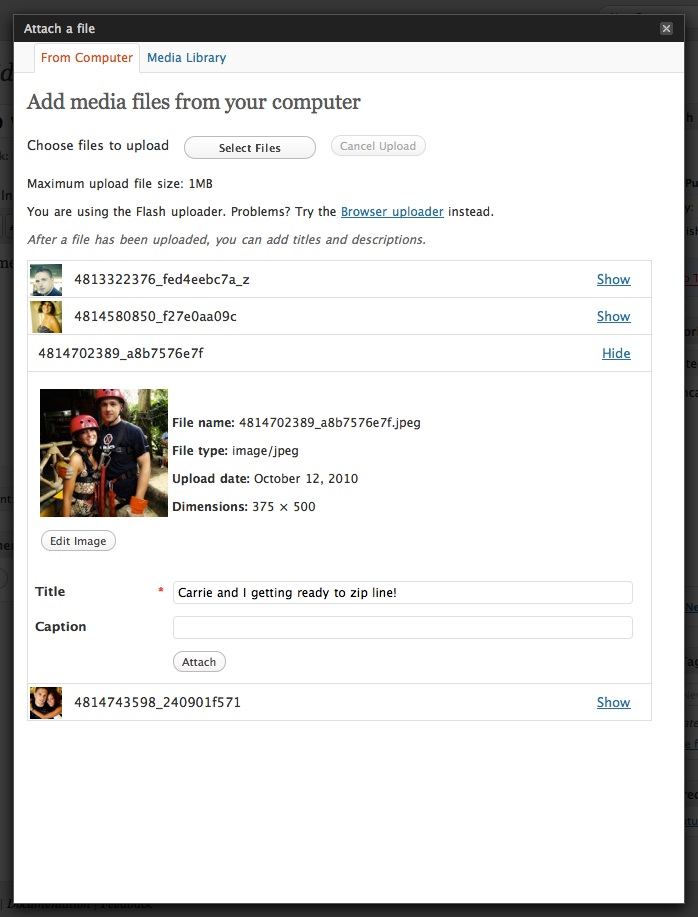 Attach a file
From Computer Media Library
Add media files from your computer
Choose files to upload Select Files Cancel Upload
Maximum upload file size: 1MB
You are using the Flash uploader. Problems? Try the Browser uploader instead.
After a file has been uploaded, you can add titles and descriptions.
4813322376_fed4eebc7a_z Show
4814580850_f27e0aa09c Show
4814702389_a8b7576e7f Hide
File name: 4814702389_a8b7576e7f.jpeg
File type: image/jpeg
Upload date: October 12, 2010
Dimensions: 375 × 500
Edit Image
Title * Carrie and I getting ready to zip line!
Caption
Attach
4814743598_240901f571 Show
| Documentation | Feedback